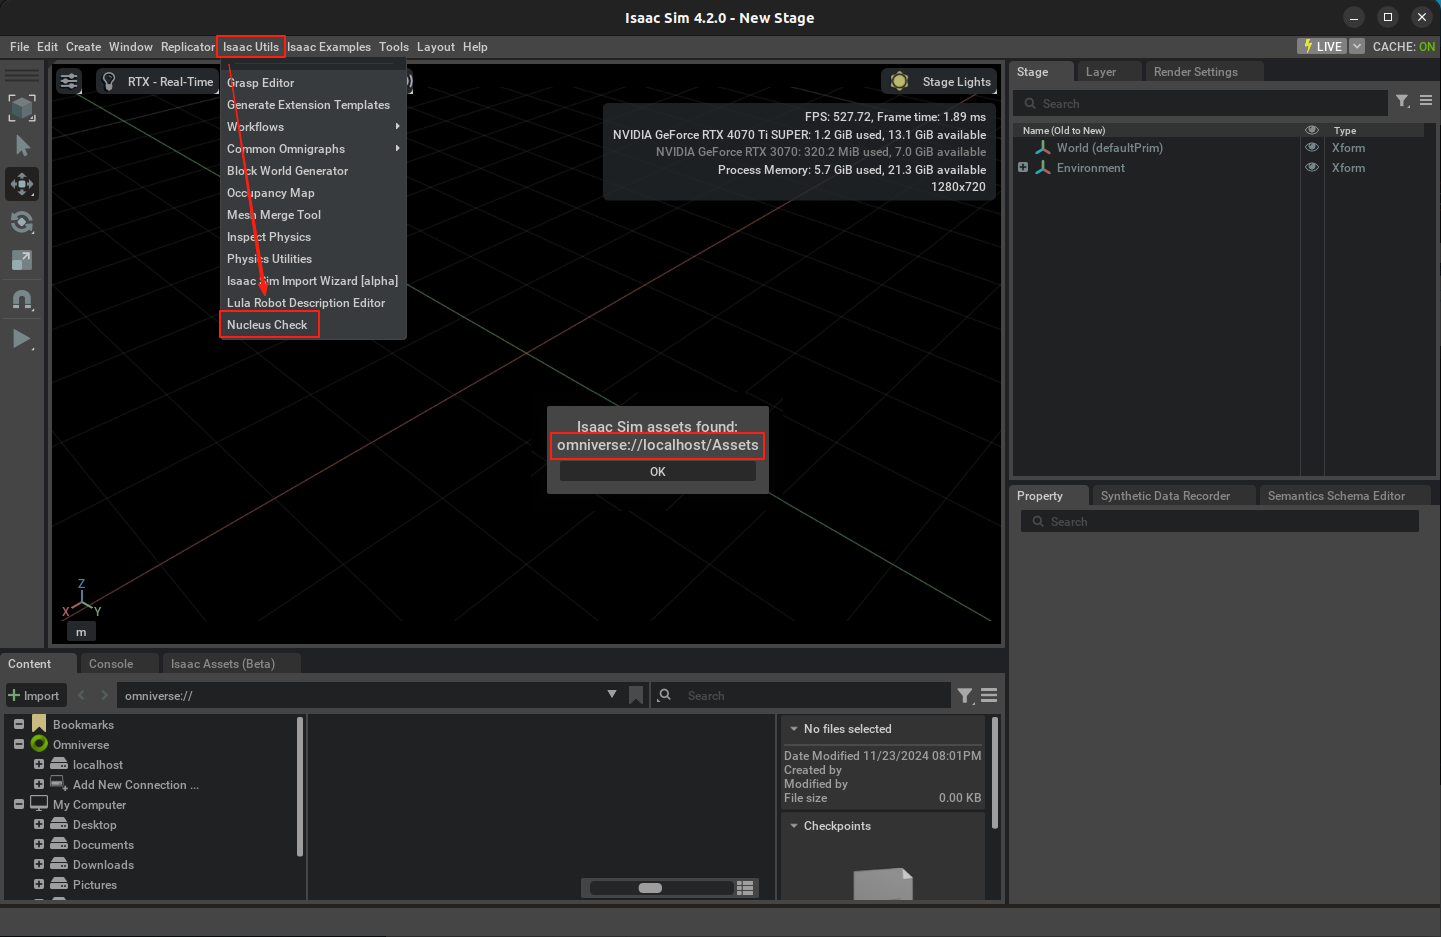 Isaac Sim 4.2.0 - New Stage
File Edit Create Window Replicator Isaac Utils Isaac Examples Tools Layout Help
LIVE CACHE: ON
RTX - Real-Time
Stage Lights
Grasp Editor
Generate Extension Templates
Workflows
Common Omnigraphs
Block World Generator
Occupancy Map
Mesh Merge Tool
Inspect Physics
Physics Utilities
Isaac Sim Import Wizard [alpha]
Lula Robot Description Editor
Nucleus Check
FPS: 527.72, Frame time: 1.89 ms
NVIDIA GeForce RTX 4070 Ti SUPER: 1.2 GiB used, 13.1 GiB available
NVIDIA GeForce RTX 3070: 320.2 MiB used, 7.0 GiB available
Process Memory: 5.7 GiB used, 21.3 GiB available
1280x720
Isaac Sim assets found:
omniverse://localhost/Assets
OK
Z
X Y
m
Stage Layer Render Settings
Search
Name (Old to New) Type
World (defaultPrim) Xform
Environment Xform
Property Synthetic Data Recorder Semantics Schema Editor
Search
Content Console Isaac Assets (Beta)
Import omniverse:// Search
Bookmarks
Omniverse
localhost
Add New Connection ...
My Computer
Desktop
Documents
Downloads
Pictures
No files selected
Date Modified 11/23/2024 08:01PM
Created by
Modified by
File size 0.00 KB
Checkpoints